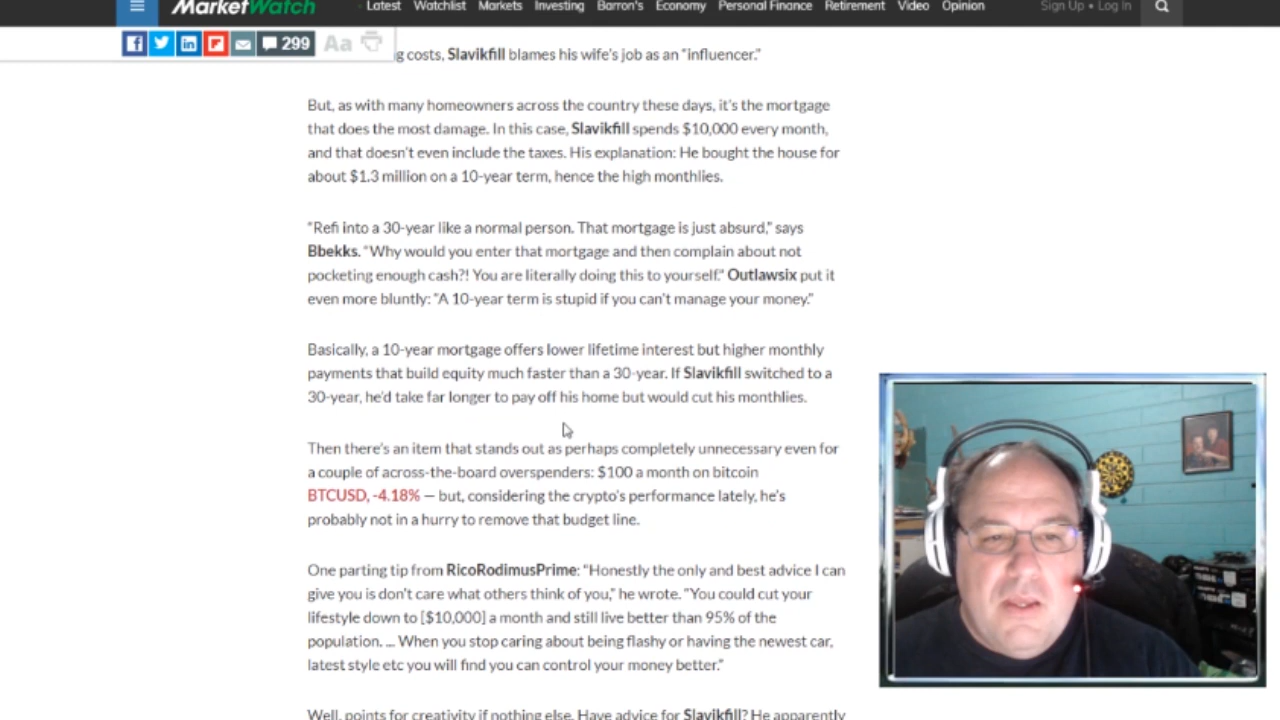 MarketWatch
Latest Watchlist Markets Investing Barron's Economy Personal Finance Retirement Video Opinion Sign Up • Log In
299 Aa
g costs, Slavikfill blames his wife's job as an “influencer.”
But, as with many homeowners across the country these days, it's the mortgage
that does the most damage. In this case, Slavikfill spends $10,000 every month,
and that doesn't even include the taxes. His explanation: He bought the house for
about $1.3 million on a 10-year term, hence the high monthlies.
“Refi into a 30-year like a normal person. That mortgage is just absurd,” says
Bbekks. “Why would you enter that mortgage and then complain about not
pocketing enough cash?! You are literally doing this to yourself.” Outlawsix put it
even more bluntly: “A 10-year term is stupid if you can't manage your money.”
Basically, a 10-year mortgage offers lower lifetime interest but higher monthly
payments that build equity much faster than a 30-year. If Slavikfill switched to a
30-year, he'd take far longer to pay off his home but would cut his monthlies.
Then there's an item that stands out as perhaps completely unnecessary even for
a couple of across-the-board overspenders: $100 a month on bitcoin
BTCUSD, -4.18% — but, considering the crypto's performance lately, he's
probably not in a hurry to remove that budget line.
One parting tip from RicoRodimusPrime: “Honestly the only and best advice I can
give you is don't care what others think of you,” he wrote. “You could cut your
lifestyle down to [$10,000] a month and still live better than 95% of the
population. ... When you stop caring about being flashy or having the newest car,
latest style etc you will find you can control your money better.”
Well, points for creativity if nothing else. Have advice for Slavikfill? He apparently